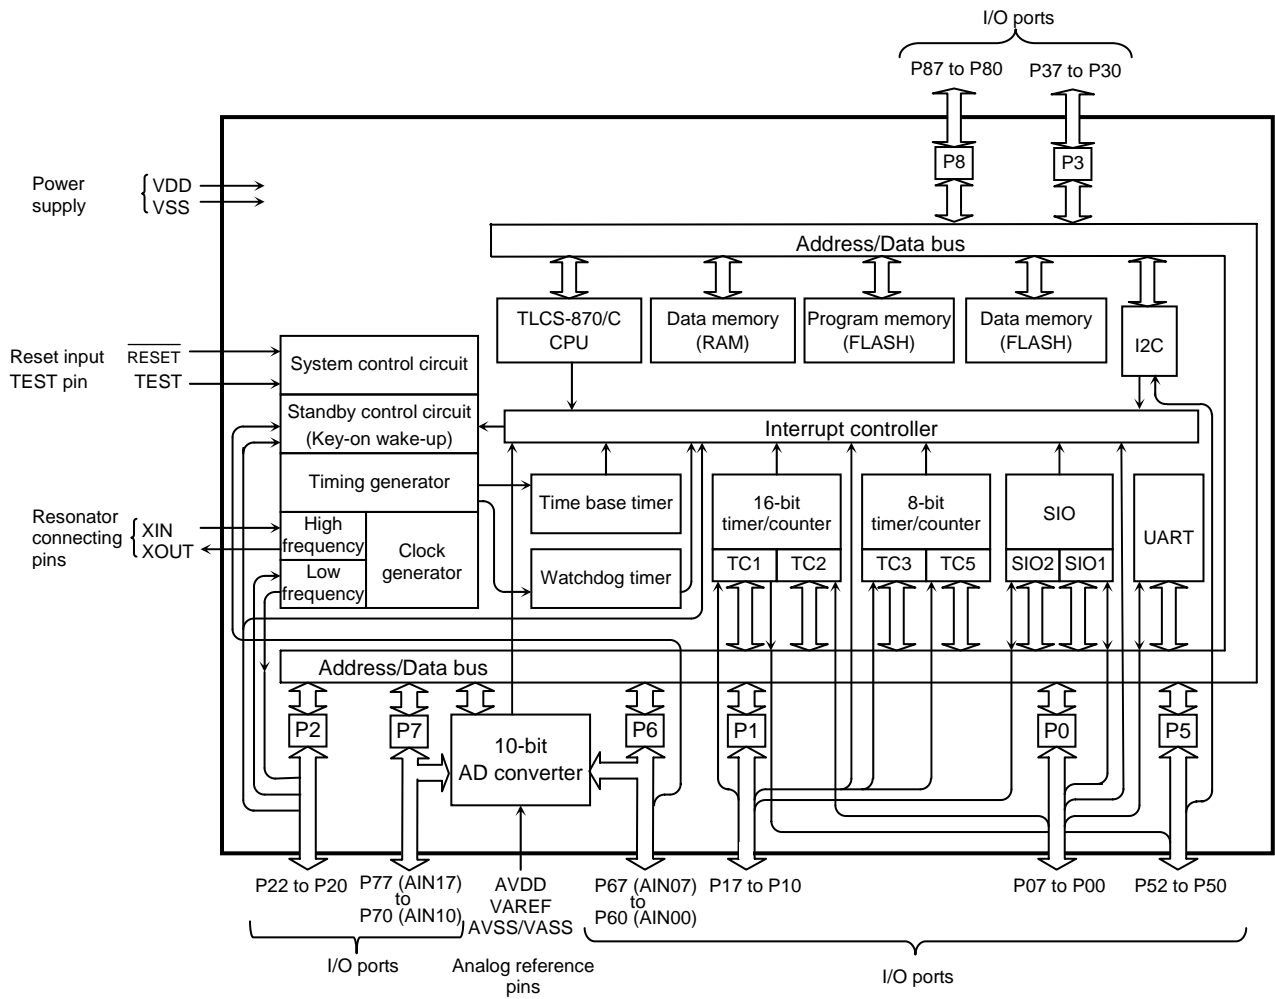 I/O ports
P87 to P80
P37 to P30
P8
P3
Power
supply
VDD
VSS
Address/Data bus
TLCS-870/C
CPU
Data memory
(RAM)
Program memory
(FLASH)
Data memory
(FLASH)
I2C
Reset input
TEST pin
RESET
TEST
System control circuit
Standby control circuit
(Key-on wake-up)
Interrupt controller
Timing generator
Time base timer
16-bit
timer/counter
8-bit
timer/counter
SIO
UART
Resonator
connecting
pins
XIN
XOUT
High
frequency
Low
frequency
Clock
generator
Watchdog timer
TC1
TC2
TC3
TC5
SIO2
SIO1
Address/Data bus
P2
P7
10-bit
AD converter
P6
P1
P0
P5
P22 to P20
P77 (AIN17)
to
P70 (AIN10)
AVDD
VAREF
AVSS/VASS
P67 (AIN07)
to
P60 (AIN00)
P17 to P10
P07 to P00
P52 to P50
I/O ports
Analog reference
pins
I/O ports